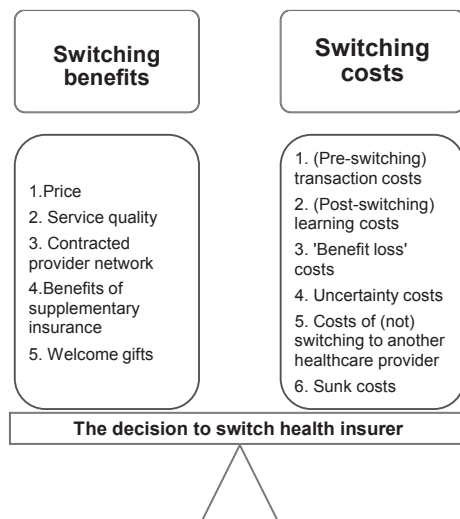 Switching
benefits
Switching
costs
1.Price
2. Service quality
3. Contracted
provider network
4.Benefits of
supplementary
insurance
5. Welcome gifts
1. (Pre-switching)
transaction costs
2. (Post-switching)
learning costs
3. 'Benefit loss'
costs
4. Uncertainty costs
5. Costs of (not)
switching to another
healthcare provider
6. Sunk costs
The decision to switch health insurer